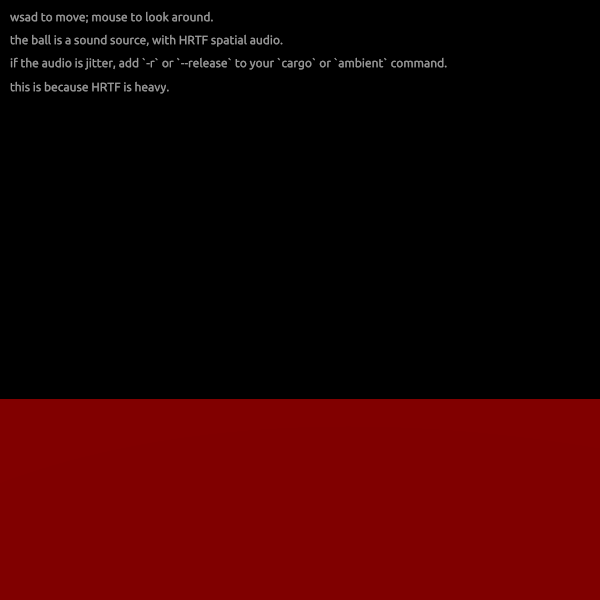 wsad to move; mouse to look around.
the ball is a sound source, with HRTF spatial audio.
if the audio is jitter, add `-r` or `--release` to your `cargo` or `ambient` command.
this is because HRTF is heavy.